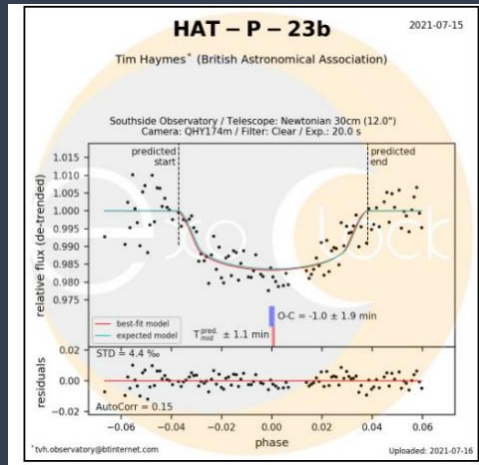 HAT – P – 23b
2021-07-15
Tim Haymes* (British Astronomical Association)
Southside Observatory / Telescope: Newtonian 30cm (12.0")
Camera: QHY174m / Filter: Clear / Exp.: 20.0 s
predicted
start
predicted
end
1.015
1.010
1.005
1.000
0.995
0.990
0.985
0.980
0.975
relative flux (de-trended)
exo Clock
O-C = -1.0 ± 1.9 min
T pred. mid ± 1.1 min
best-fit model
expected model
STD = 4.4 ‰
0.02
0.00
−0.02
residuals
AutoCorr = 0.15
−0.06 −0.04 −0.02 0.00 0.02 0.04 0.06
phase
*tvh.observatory@btinternet.com
Uploaded: 2021-07-16